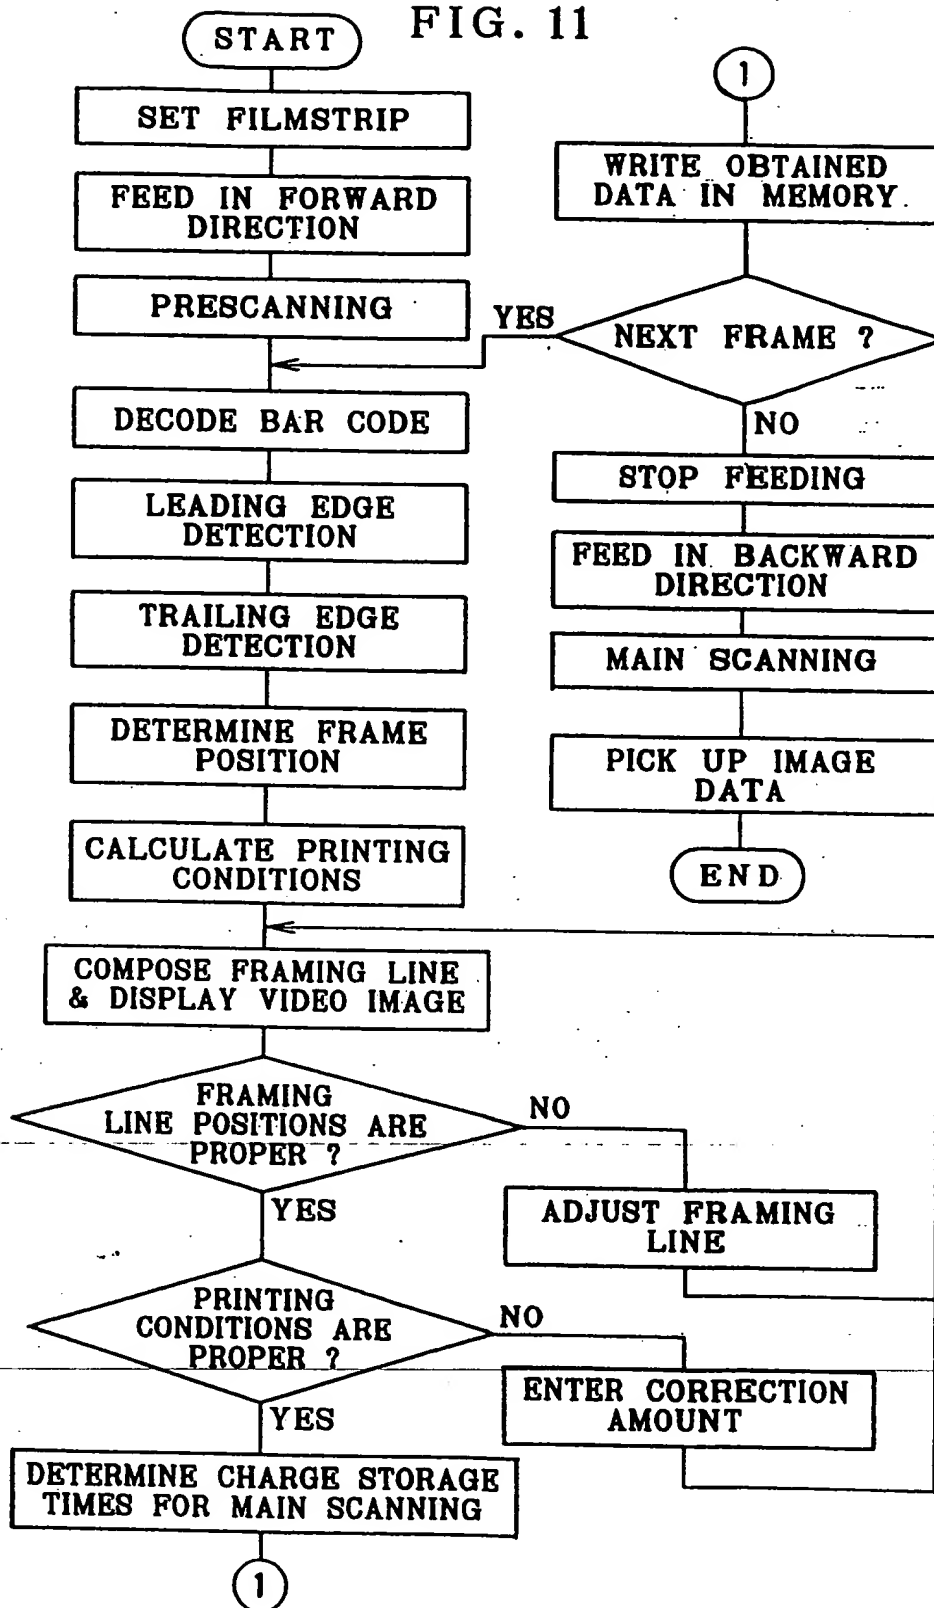 FIG. 11
START
SET FILMSTRIP
FEED IN FORWARD
DIRECTION
PRESCANNING
DECODE BAR CODE
LEADING EDGE
DETECTION
TRAILING EDGE
DETECTION
DETERMINE FRAME
POSITION
CALCULATE PRINTING
CONDITIONS
COMPOSE FRAMING LINE
& DISPLAY VIDEO IMAGE
FRAMING
LINE POSITIONS ARE
PROPER ?
NO
ADJUST FRAMING
LINE
YES
PRINTING
CONDITIONS ARE
PROPER ?
NO
ENTER CORRECTION
AMOUNT
YES
DETERMINE CHARGE STORAGE
TIMES FOR MAIN SCANNING
1
1
WRITE OBTAINED
DATA IN MEMORY
NEXT FRAME ?
YES
NO
STOP FEEDING
FEED IN BACKWARD
DIRECTION
MAIN SCANNING
PICK UP IMAGE
DATA
END